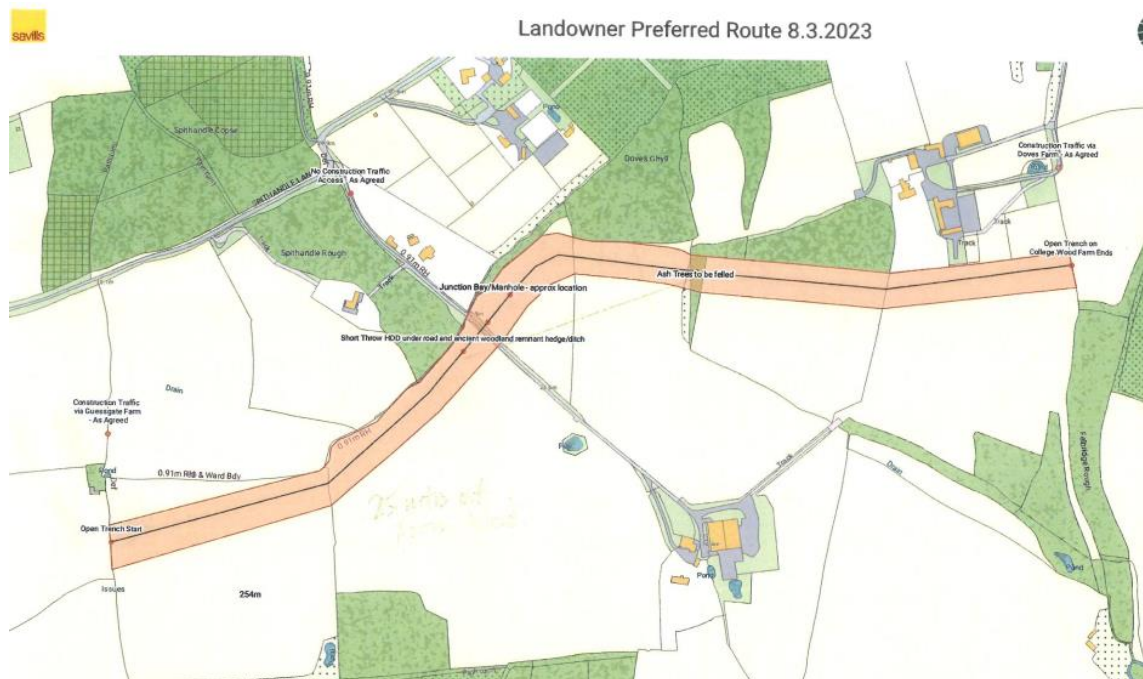 savills
Landowner Preferred Route 8.3.2023
Spithandle Copse
Pond
Doves Ghyll
No Construction Traffic
Access - As Agreed
Construction Traffic via
Doves Farm - As Agreed
SPITHANDLE LANE
Track
Track
Spithandle Rough
0.91m RH
Track
Open Trench on
College Wood Farm Ends
Ash Trees to be felled
Junction Bay/Manhole - approx location
Short Throw HDD under road and ancient woodland remnant hedge/ditch
Drain
Construction Traffic
via Guessgate Farm
- As Agreed
0.91m RH
Pond
0.91m RH & Ward Bdy
Track
Drain
Open Trench Start
Pond
Pond
Issues
254m